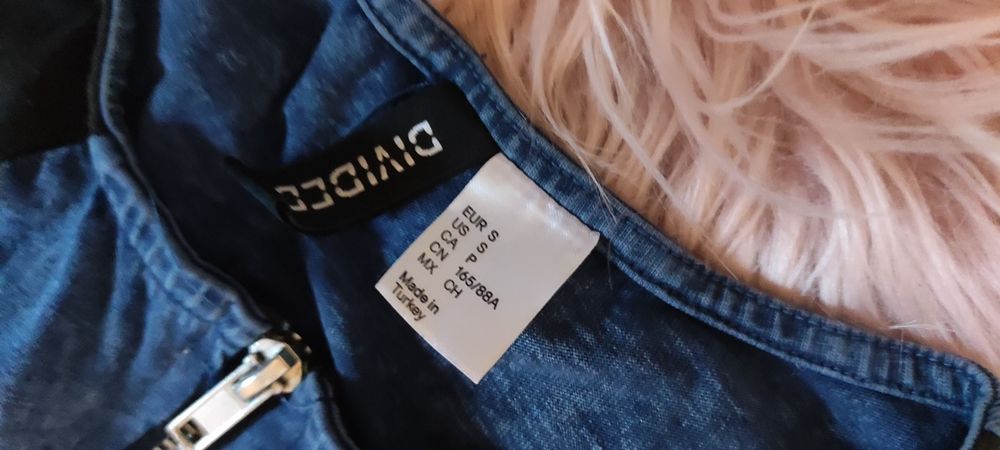 DIVIDED
EUR S
US S
CA P
CN 165/88A
MX CH
Made in
Turkey